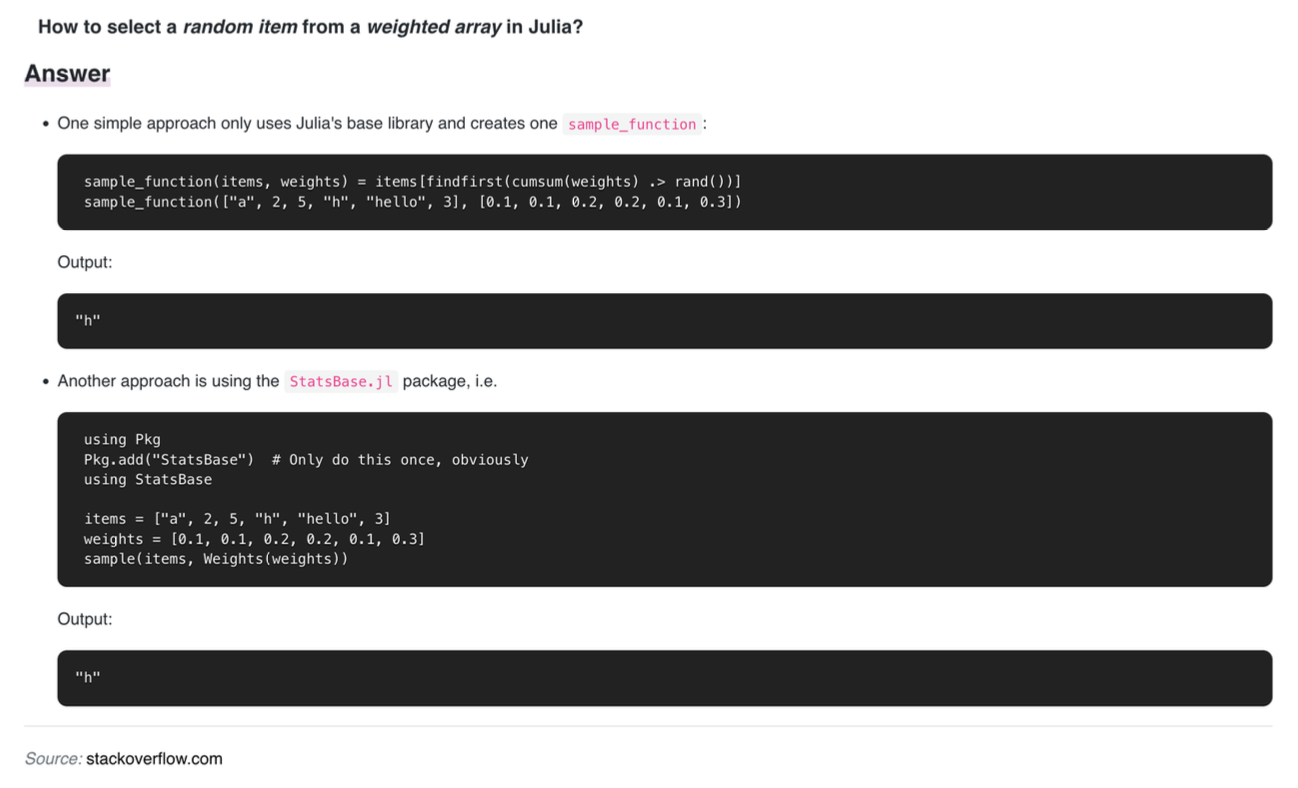 How to select a random item from a weighted array in Julia?
Answer
• One simple approach only uses Julia's base library and creates one sample_function :
sample_function(items, weights) = items[findfirst(cumsum(weights) .> rand())]
sample_function(["a", 2, 5, "h", "hello", 3], [0.1, 0.1, 0.2, 0.2, 0.1, 0.3])
Output:
"h"
• Another approach is using the StatsBase.jl package, i.e.
using Pkg
Pkg.add("StatsBase")  # Only do this once, obviously
using StatsBase
items = ["a", 2, 5, "h", "hello", 3]
weights = [0.1, 0.1, 0.2, 0.2, 0.1, 0.3]
sample(items, Weights(weights))
Output:
"h"
Source: stackoverflow.com